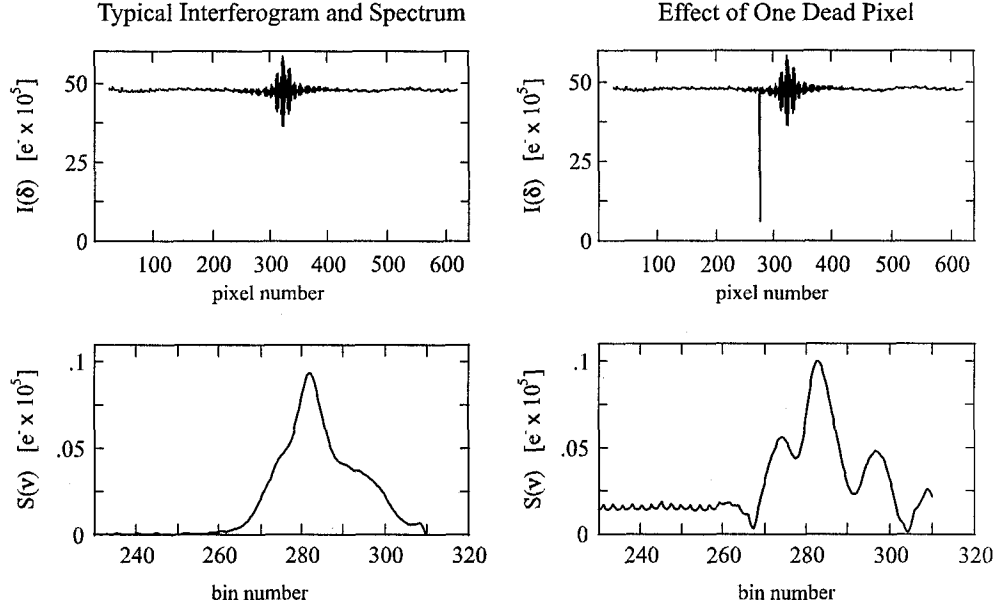 Typical Interferogram and Spectrum
Effect of One Dead Pixel
I(δ) [e⁻ x 10⁵]
50
25
0
100 200 300 400 500 600
pixel number
I(δ) [e⁻ x 10⁵]
50
25
0
100 200 300 400 500 600
pixel number
S(ν) [e⁻ x 10⁵]
.1
.05
0
240 260 280 300 320
bin number
S(ν) [e⁻ x 10⁵]
.1
.05
0
240 260 280 300 320
bin number